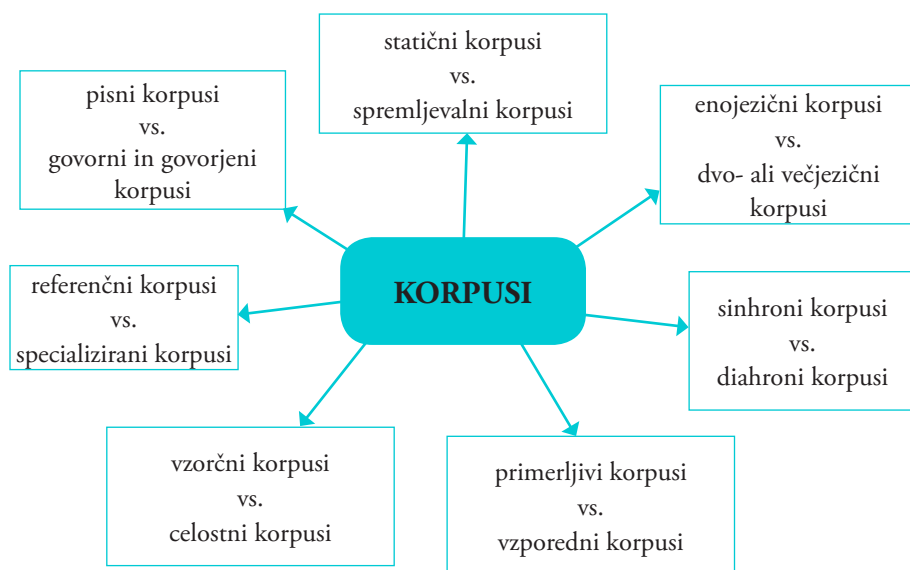 statični korpusi
vs.
spremljevalni korpusi
pisni korpusi
vs.
govorni in govorjeni
korpusi
enojezični korpusi
vs.
dvo- ali večjezični
korpusi
KORPUSI
referenčni korpusi
vs.
specializirani korpusi
sinhroni korpusi
vs.
diahroni korpusi
vzorčni korpusi
vs.
celostni korpusi
primerljivi korpusi
vs.
vzporedni korpusi